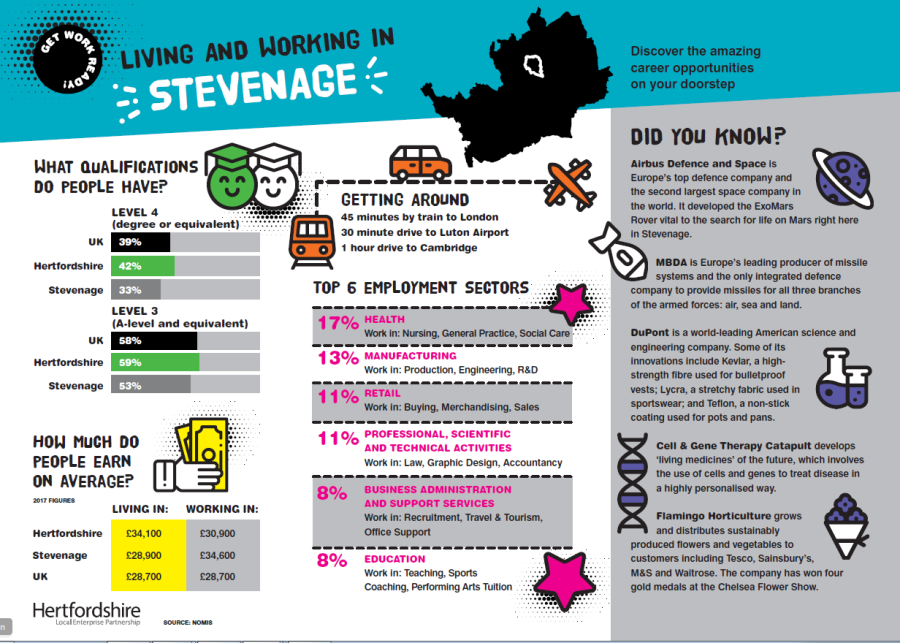 GET WORK READY!
LIVING AND WORKING IN
STEVENAGE
Discover the amazing
career opportunities
on your doorstep
WHAT QUALIFICATIONS
DO PEOPLE HAVE?
LEVEL 4
(degree or equivalent)
UK 39%
Hertfordshire 42%
Stevenage 33%
LEVEL 3
(A-level and equivalent)
UK 58%
Hertfordshire 59%
Stevenage 53%
HOW MUCH DO
PEOPLE EARN
ON AVERAGE?
2017 FIGURES
LIVING IN: WORKING IN:
Hertfordshire £34,100 £30,900
Stevenage £28,900 £34,600
UK £28,700 £28,700
Hertfordshire
Local Enterprise Partnership
SOURCE: NOMIS
GETTING AROUND
45 minutes by train to London
30 minute drive to Luton Airport
1 hour drive to Cambridge
TOP 6 EMPLOYMENT SECTORS
17% HEALTH
Work in: Nursing, General Practice, Social Care
13% MANUFACTURING
Work in: Production, Engineering, R&D
11% RETAIL
Work in: Buying, Merchandising, Sales
11% PROFESSIONAL, SCIENTIFIC
AND TECHNICAL ACTIVITIES
Work in: Law, Graphic Design, Accountancy
8% BUSINESS ADMINISTRATION
AND SUPPORT SERVICES
Work in: Recruitment, Travel & Tourism,
Office Support
8% EDUCATION
Work in: Teaching, Sports
Coaching, Performing Arts Tuition
DID YOU KNOW?
Airbus Defence and Space is
Europe's top defence company and
the second largest space company in
the world. It developed the ExoMars
Rover vital to the search for life on Mars right here
in Stevenage.
MBDA is Europe's leading producer of missile
systems and the only integrated defence
company to provide missiles for all three branches
of the armed forces: air, sea and land.
DuPont is a world-leading American science and
engineering company. Some of its
innovations include Kevlar, a high-
strength fibre used for bulletproof
vests; Lycra, a stretchy fabric used in
sportswear; and Teflon, a non-stick
coating used for pots and pans.
Cell & Gene Therapy Catapult develops
'living medicines' of the future, which involves
the use of cells and genes to treat disease in
a highly personalised way.
Flamingo Horticulture grows
and distributes sustainably
produced flowers and vegetables to
customers including Tesco, Sainsbury's,
M&S and Waitrose. The company has won four
gold medals at the Chelsea Flower Show.